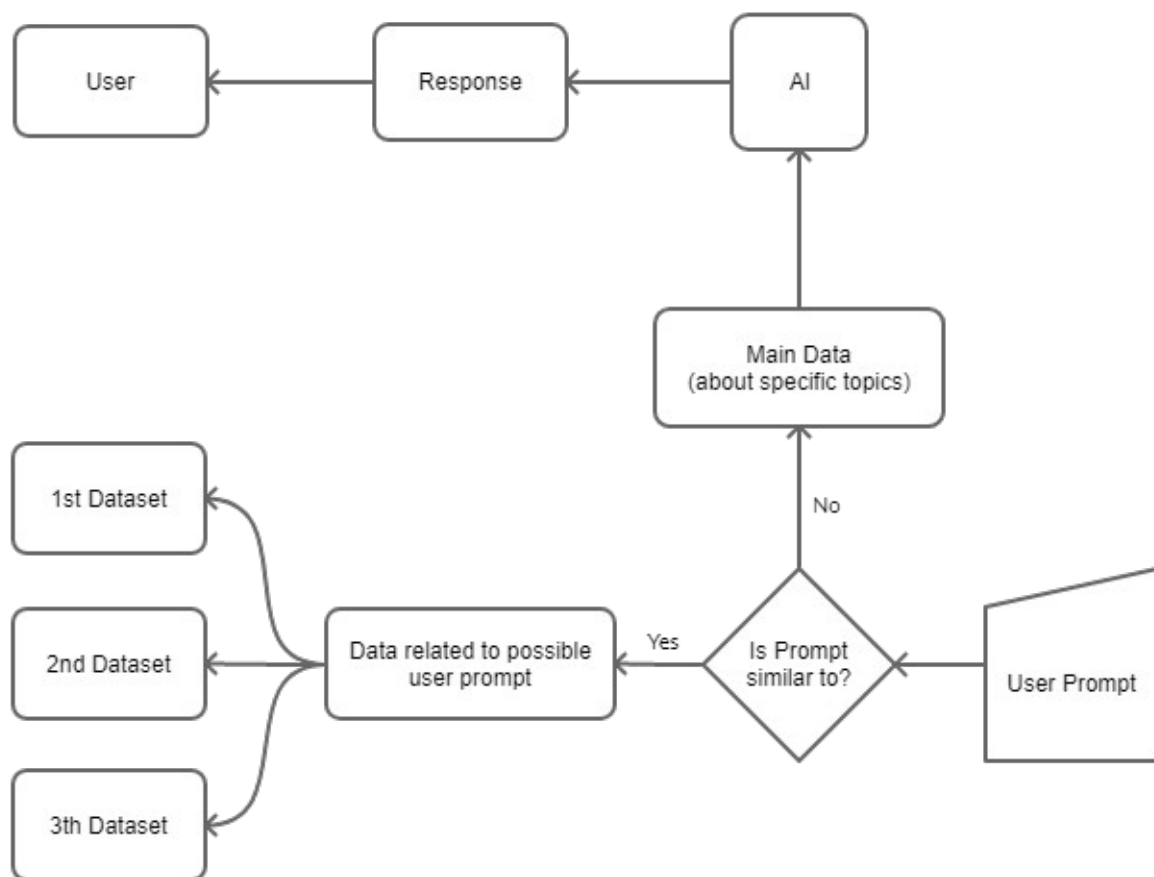 User
Response
AI
Main Data
(about specific topics)
No
1st Dataset
2nd Dataset
3th Dataset
Data related to possible
user prompt
Yes
Is Prompt
similar to?
User Prompt